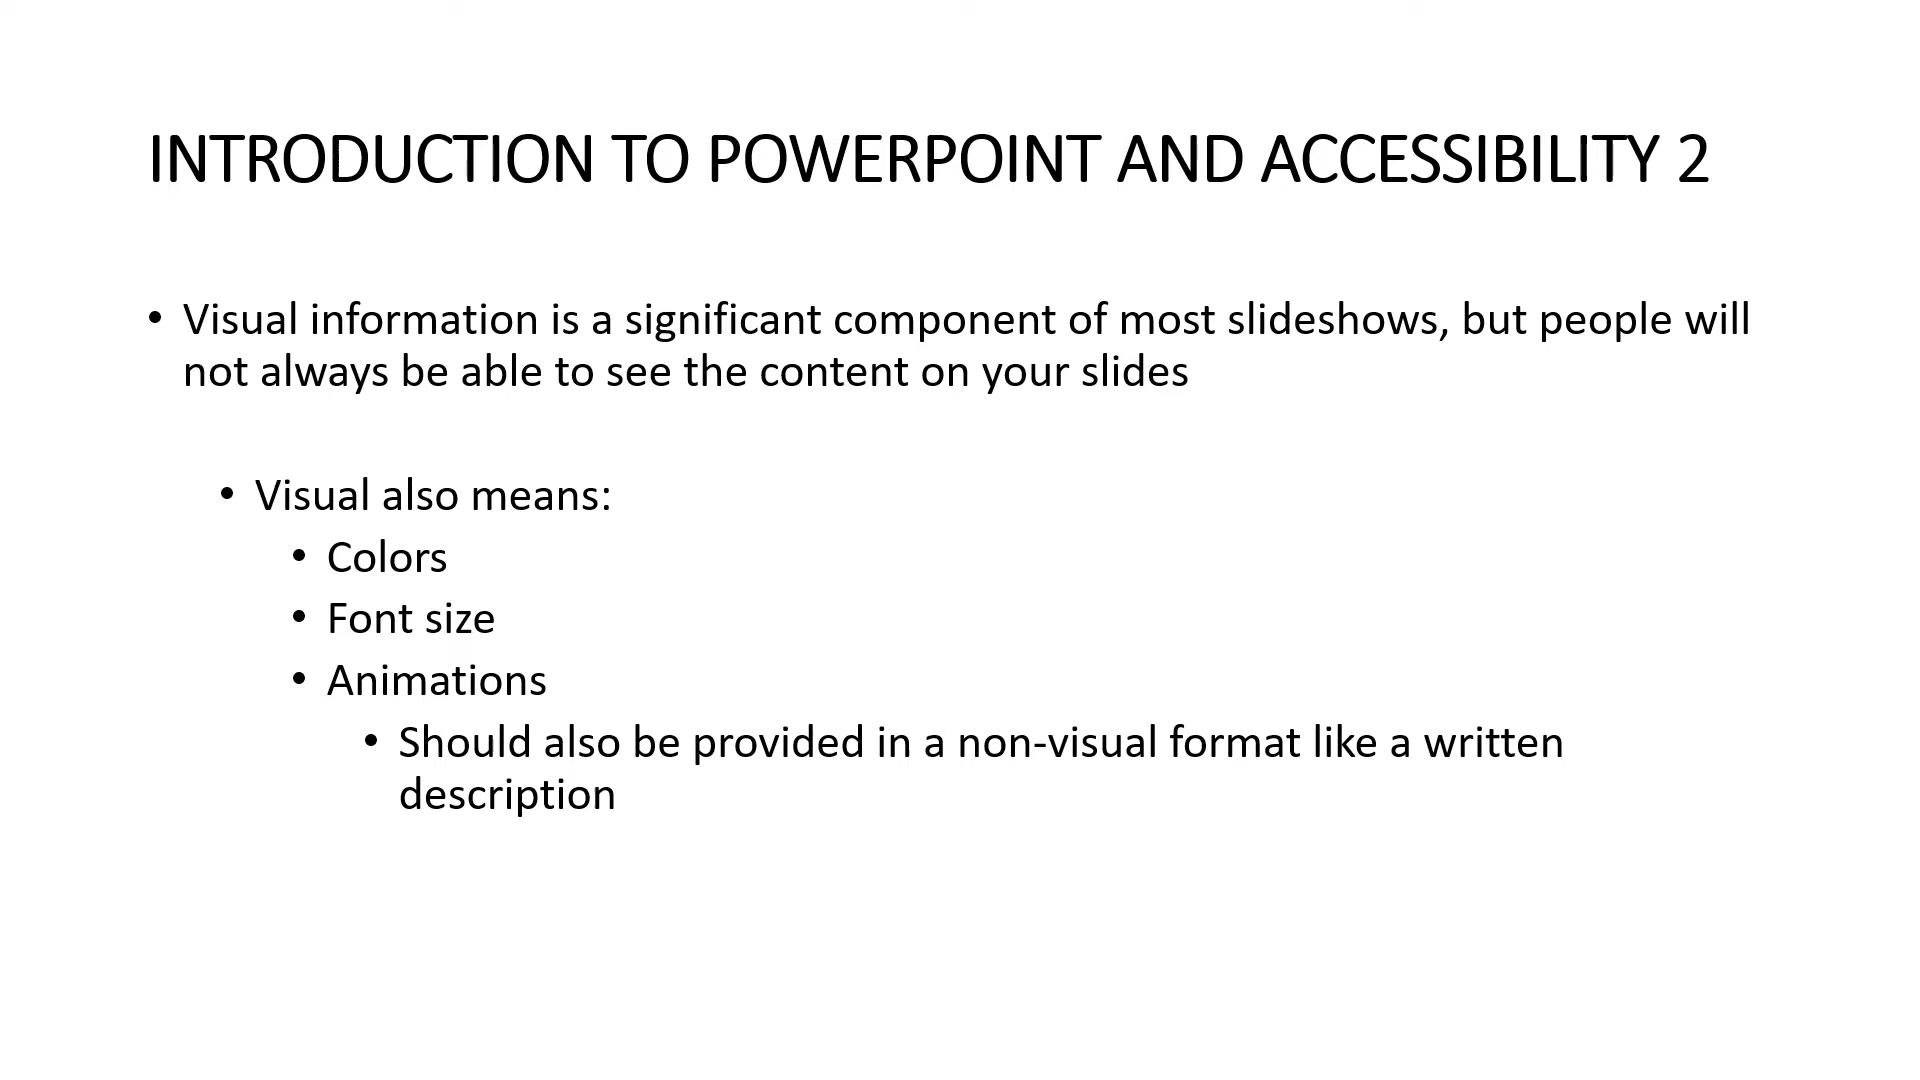 INTRODUCTION TO POWERPOINT AND ACCESSIBILITY 2
• Visual information is a significant component of most slideshows, but people will
not always be able to see the content on your slides
• Visual also means:
• Colors
• Font size
• Animations
• Should also be provided in a non-visual format like a written
description